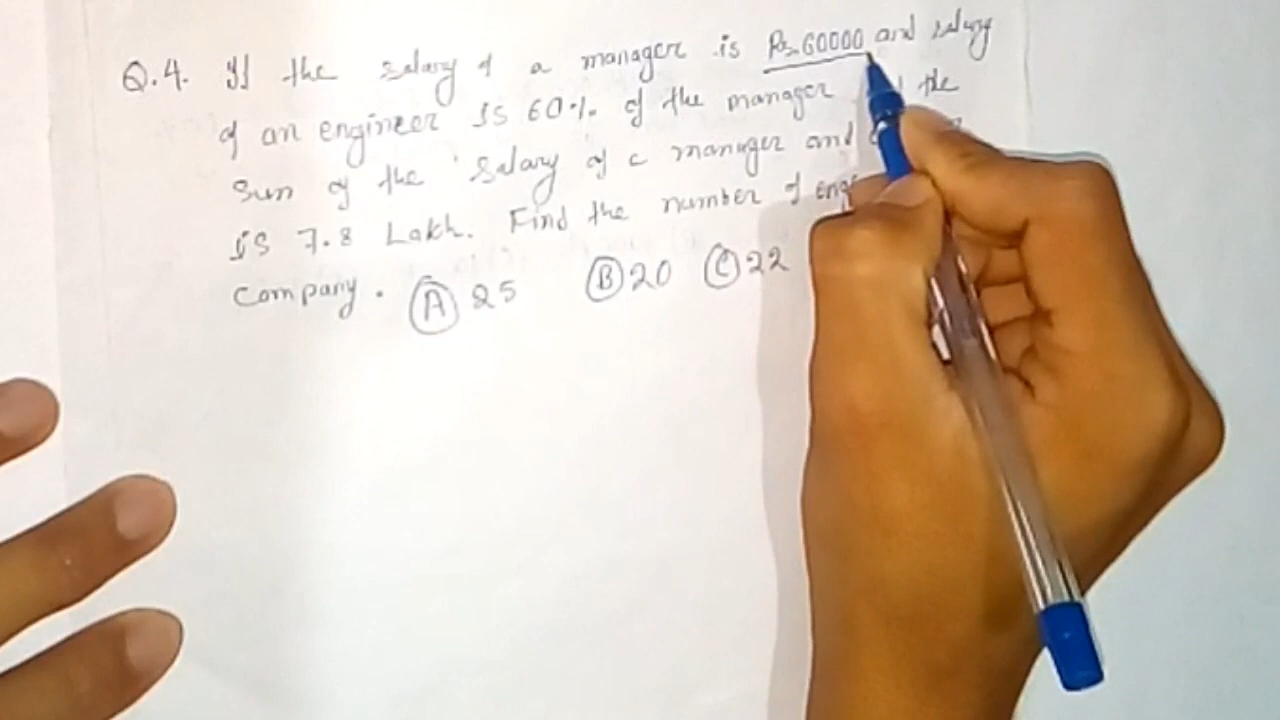 Q.4. If the salary of a manager is Rs. 60000 and salary
of an engineer is 60% of the manager the
sum of the salary of a manager and
is 7.8 Lakh. Find the number of eng
company. (A) 25 (B) 20 (C) 22